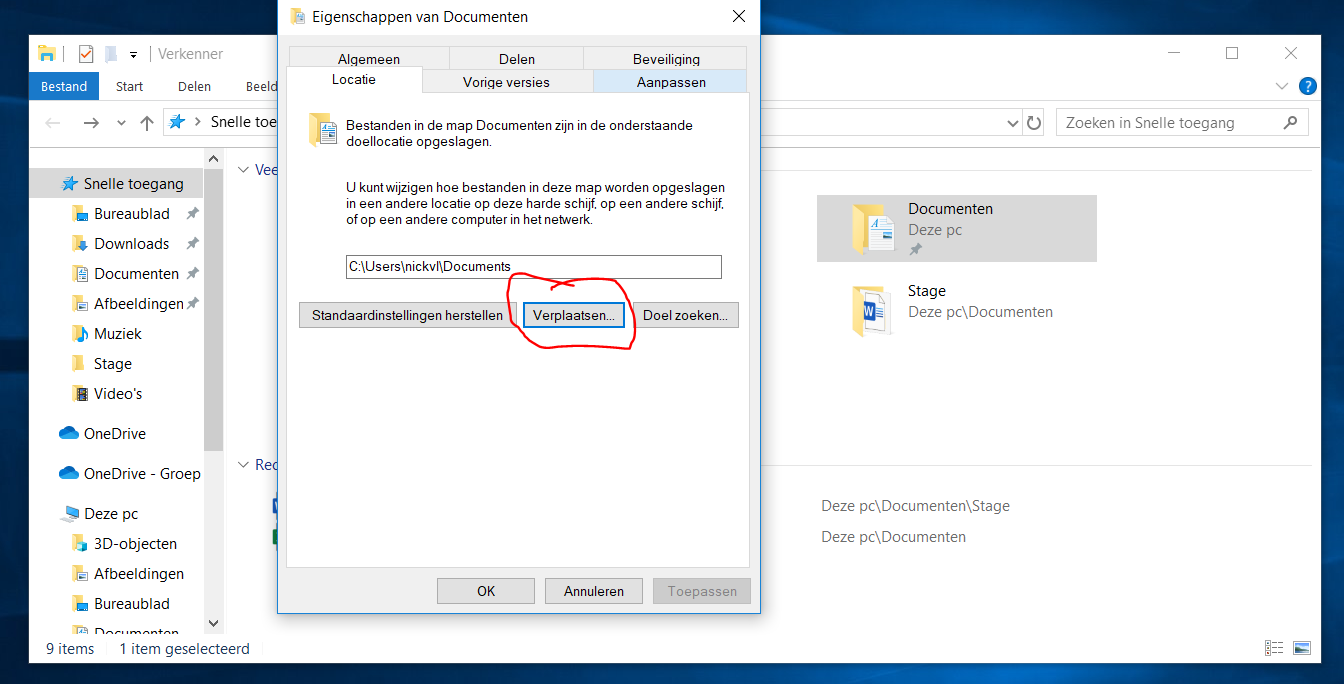 Eigenschappen van Documenten
Verkenner
Algemeen
Delen
Beveiliging
Locatie
Vorige versies
Aanpassen
Bestand
Start
Delen
Beeld
Snelle toe
Zoeken in Snelle toegang
Bestanden in de map Documenten zijn in de onderstaande
doellocatie opgeslagen.
U kunt wijzigen hoe bestanden in deze map worden opgeslagen
in een andere locatie op deze harde schijf, op een andere schijf,
of op een andere computer in het netwerk.
C:\Users\nickvl\Documents
Standaardinstellingen herstellen
Verplaatsen...
Doel zoeken...
OK
Annuleren
Toepassen
Snelle toegang
Bureaublad
Downloads
Documenten
Afbeeldingen
Muziek
Stage
Video's
OneDrive
OneDrive - Groep
Deze pc
3D-objecten
Afbeeldingen
Bureaublad
Documenten
Vee
Rec
Documenten
Deze pc
Stage
Deze pc\Documenten
Deze pc\Documenten\Stage
Deze pc\Documenten
9 items
1 item geselecteerd